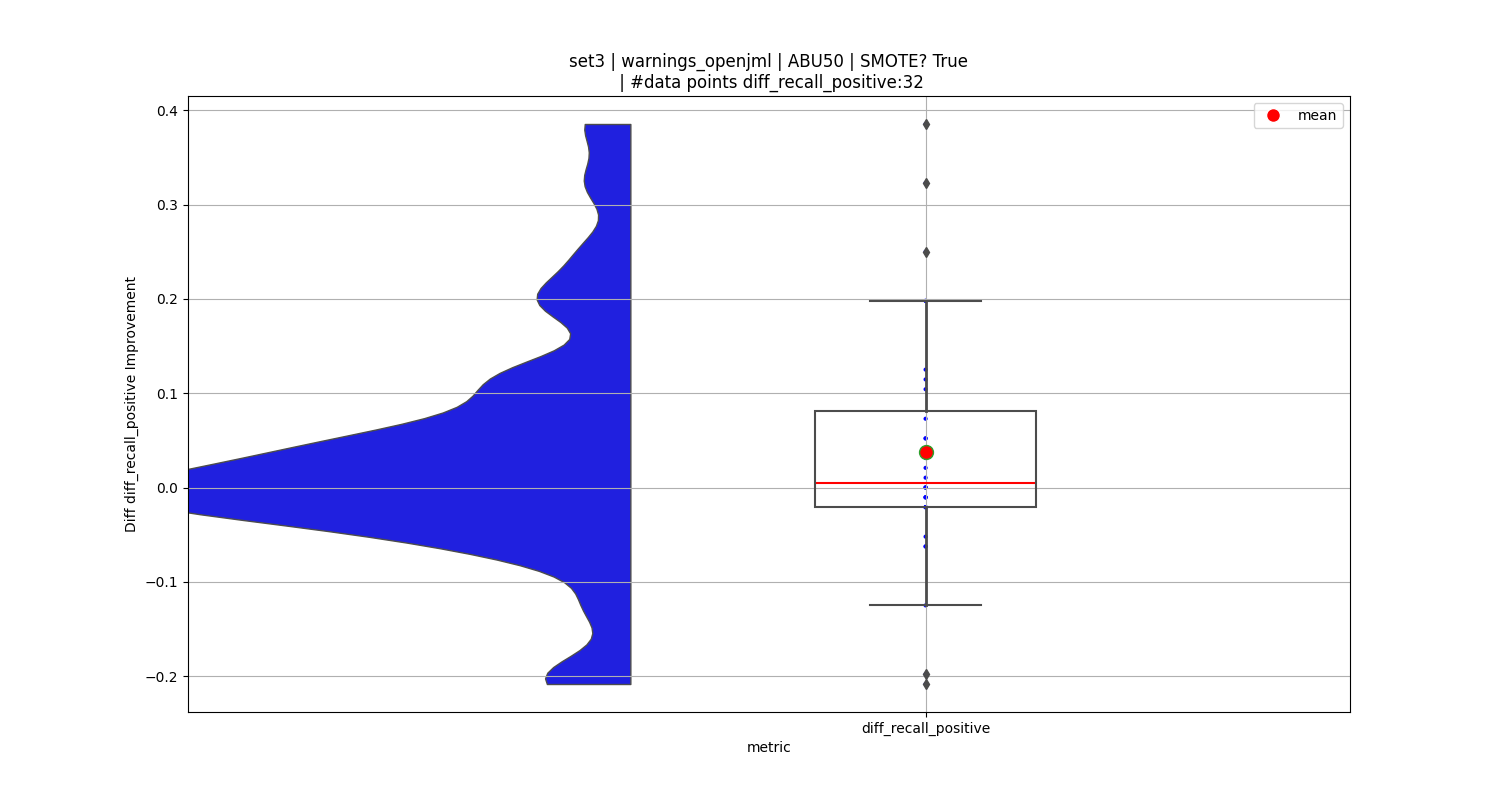 set3 | warnings_openjml | ABU50 | SMOTE? True
| #data points diff_recall_positive:32
mean
0.4
0.3
0.2
0.1
0.0
−0.1
−0.2
Diff diff_recall_positive Improvement
diff_recall_positive
metric